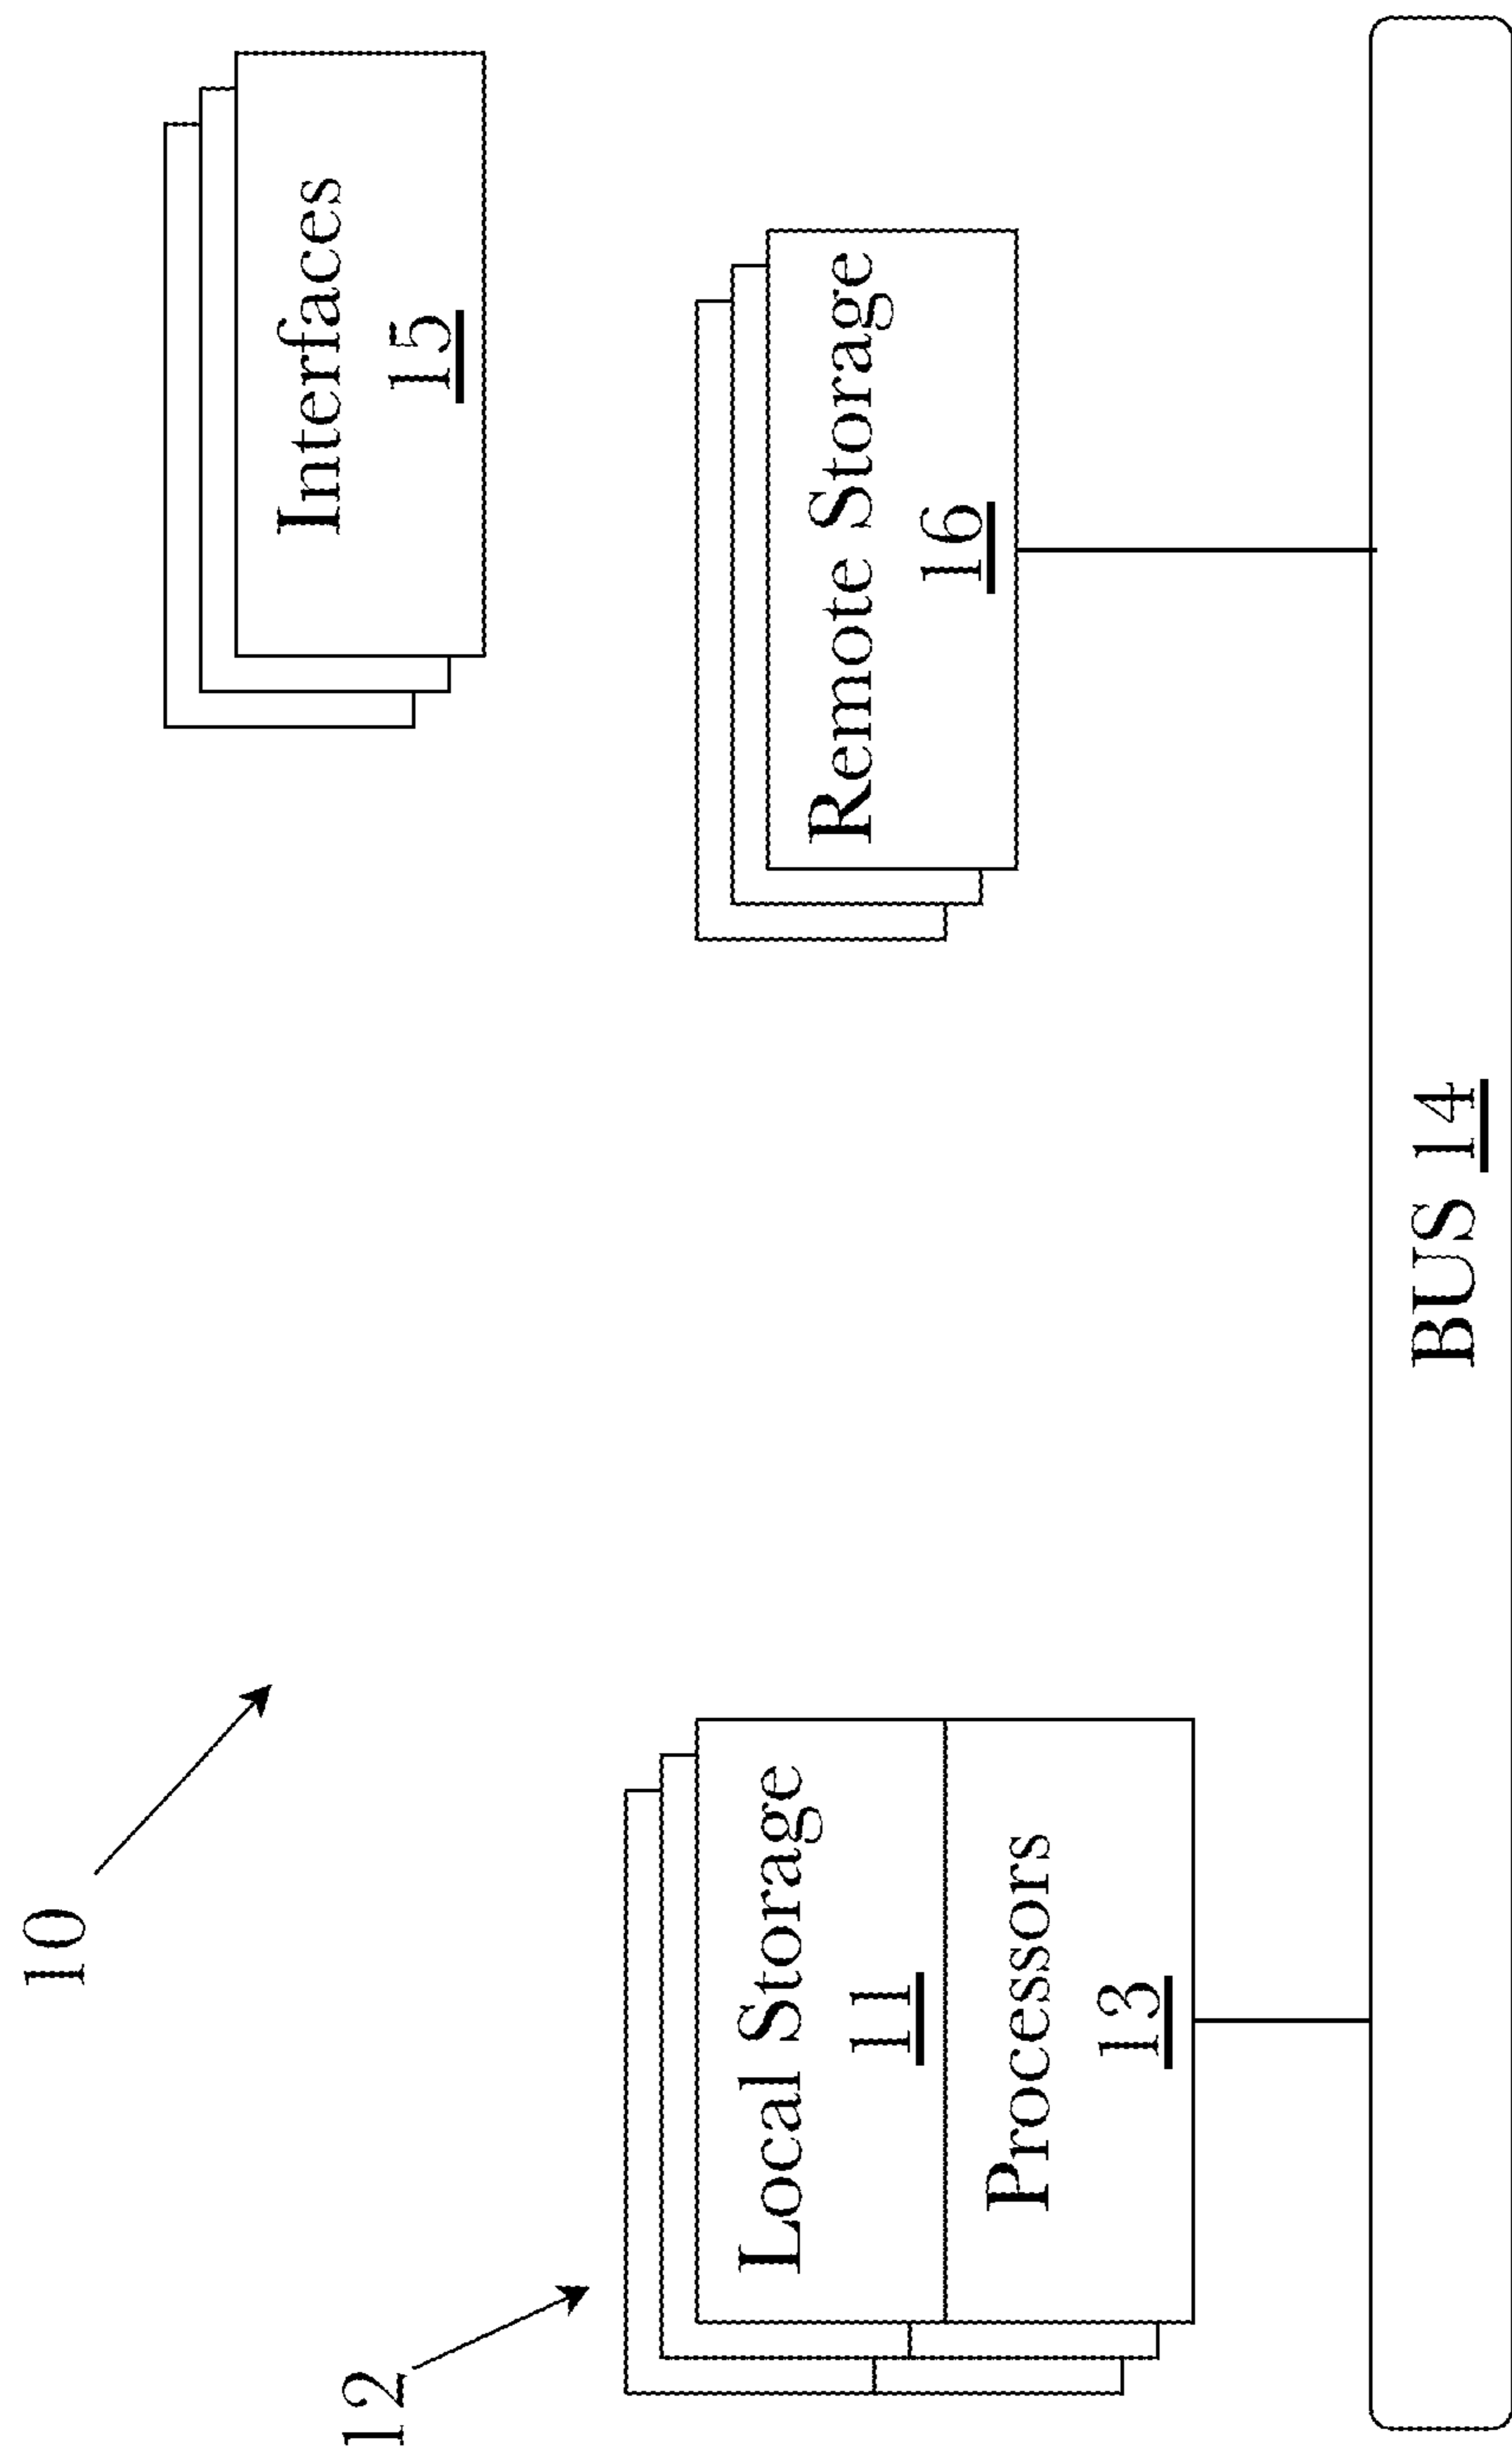 10
12
Interfaces
15
Local Storage
11
Remote Storage
16
Processors
13
BUS 14